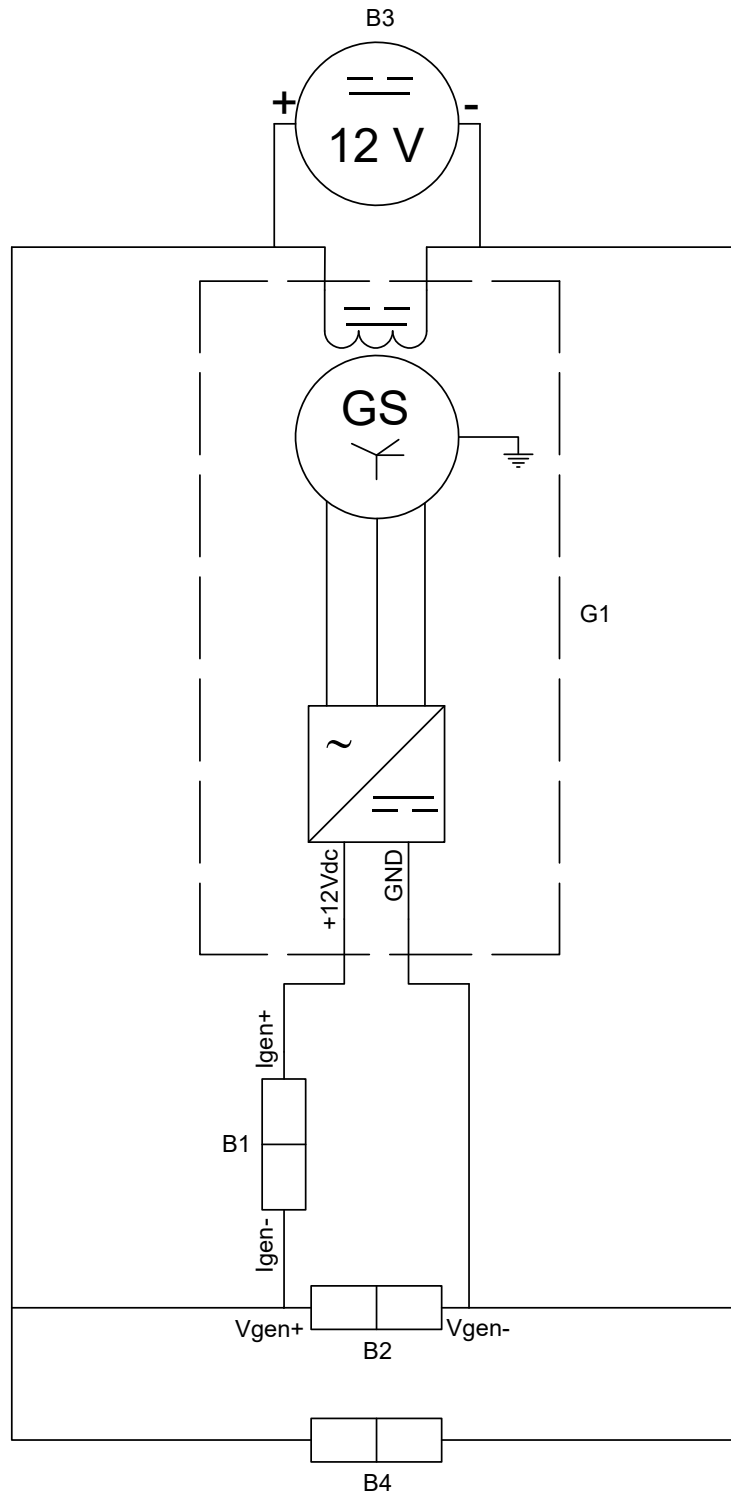 B3
+
-
12 V
GS
G1
~
+12Vdc
GND
Igen+
B1
Igen-
Vgen+
Vgen-
B2
B4